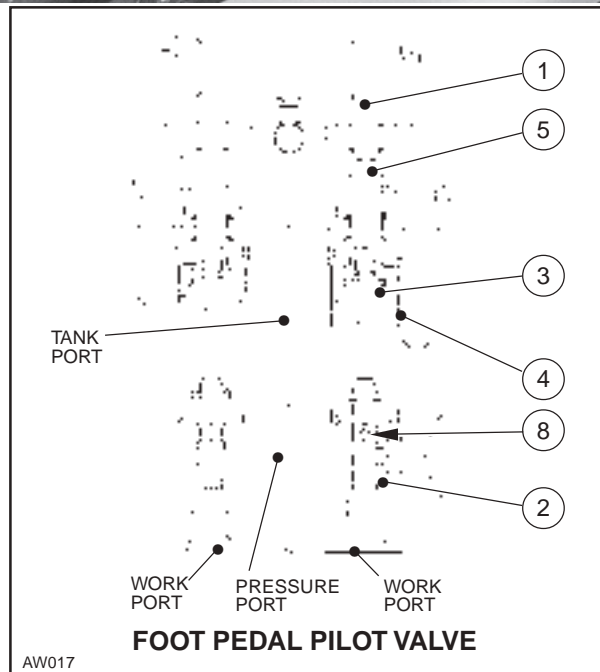 1
5
3
TANK
PORT
4
8
2
WORK
PORT
PRESSURE
PORT
WORK
PORT
FOOT PEDAL PILOT VALVE
AW017